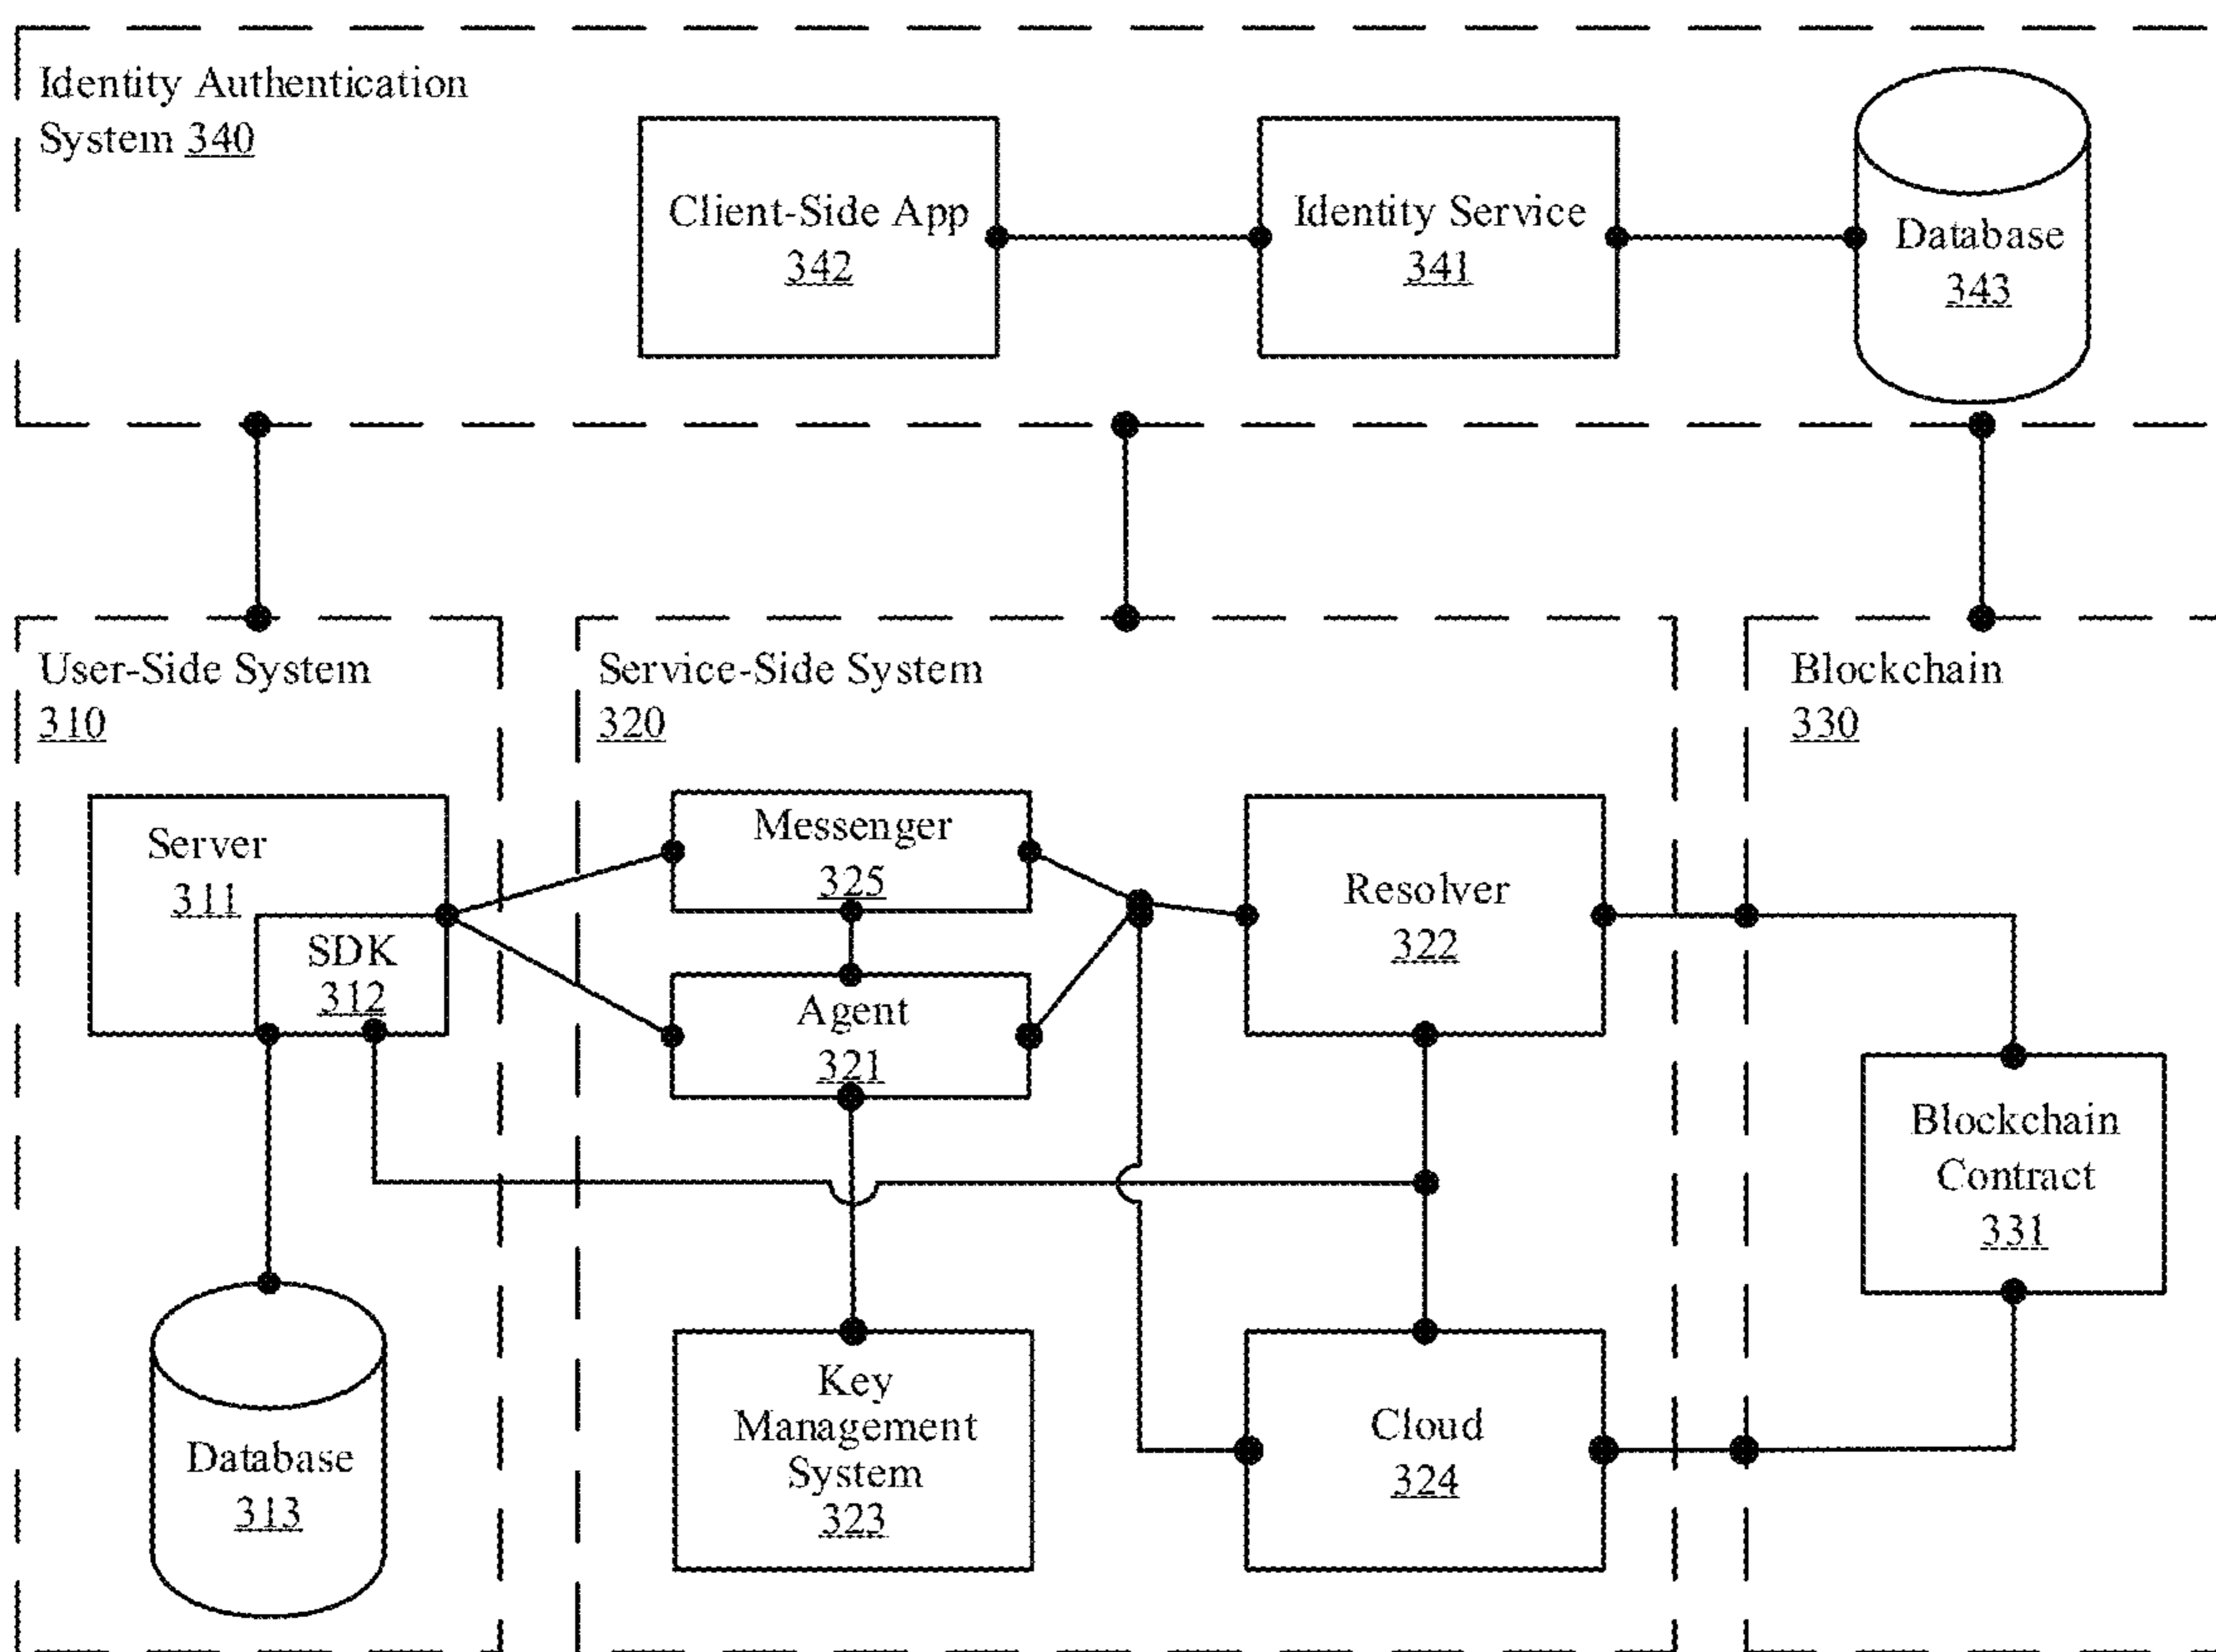 Identity Authentication
System 340
Client-Side App
342
Identity Service
341
Database
343
User-Side System
310
Server
311
SDK
312
Database
313
Service-Side System
320
Messenger
325
Agent
321
Key
Management
System
323
Resolver
322
Cloud
324
Blockchain
330
Blockchain
Contract
331